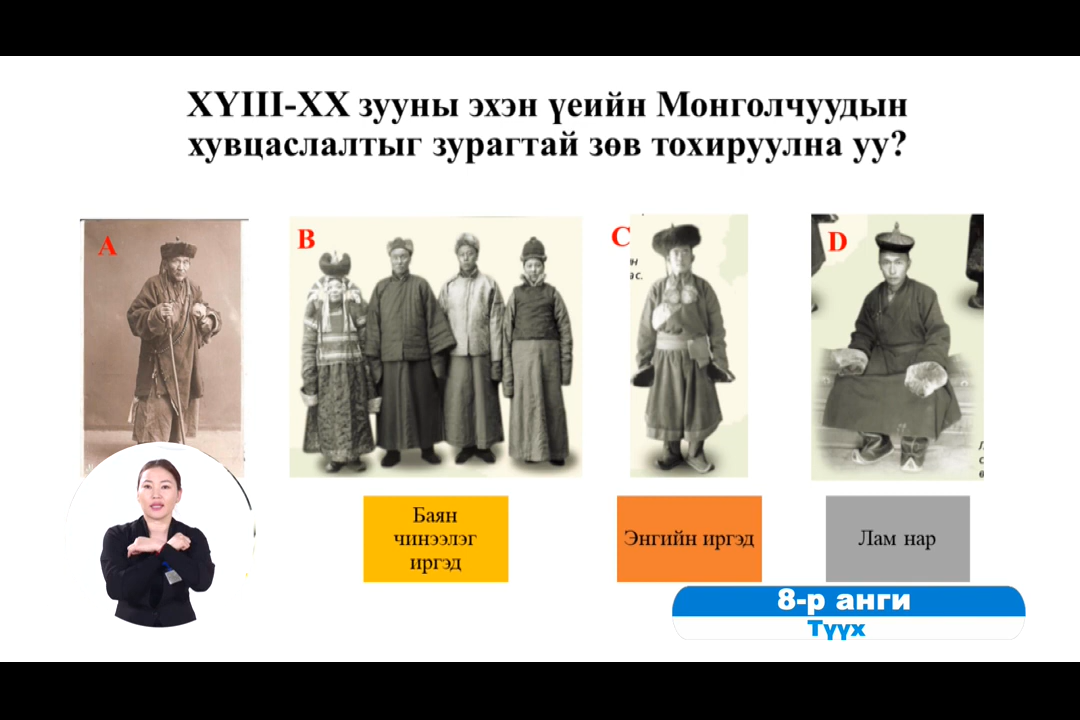 ХҮIII-XX зууны эхэн үеийн Монголчуудын
хувцаслалтыг зурагтай зөв тохируулна уу?
A
B
C
D
Баян
чинээлэг
иргэд
Энгийн иргэд
Лам нар
8-р анги
Түүх